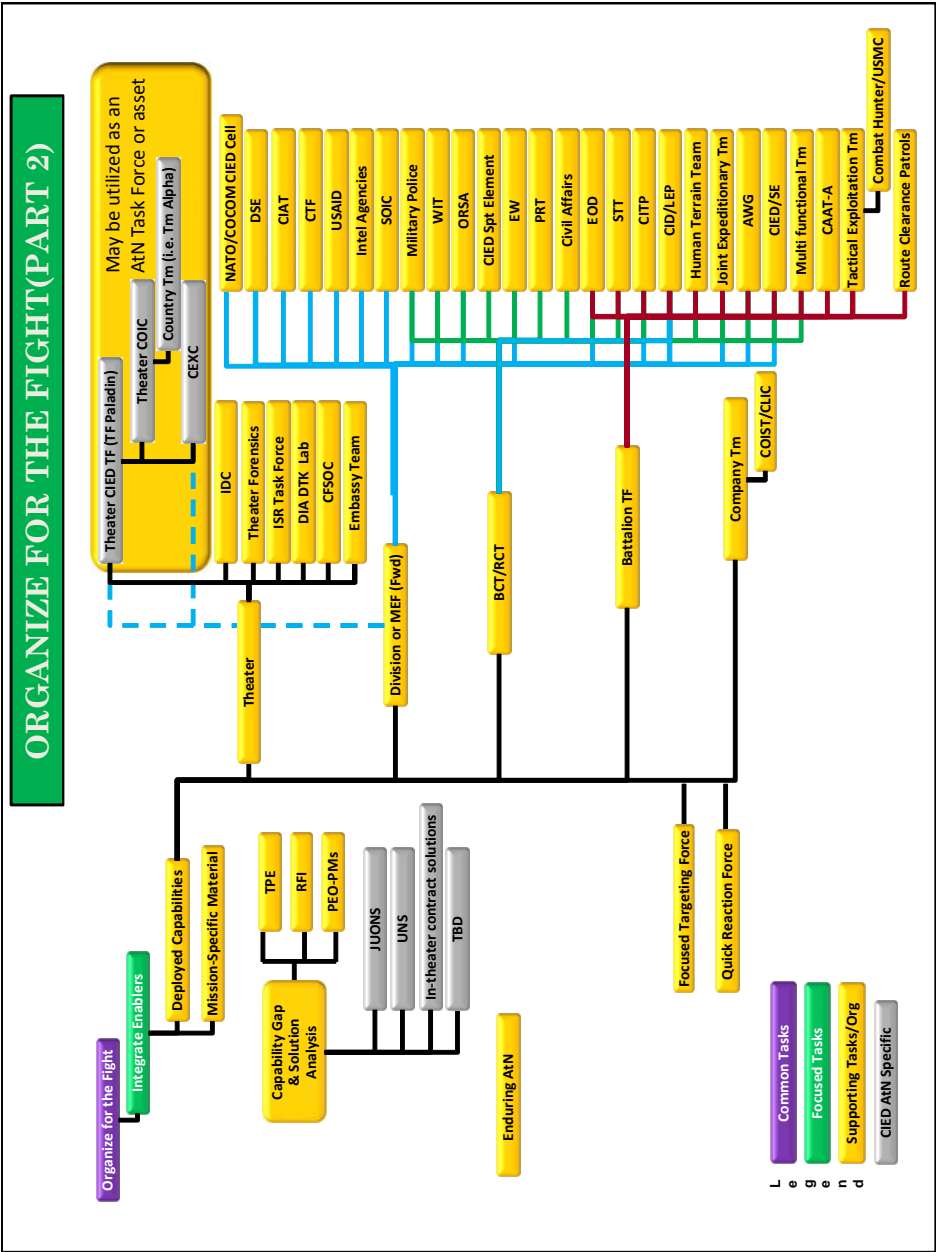 ORGANIZE FOR THE FIGHT(PART 2)
Organize for the Fight
Integrate Enablers
Deployed Capabilities
Mission-Specific Material
Capability Gap
& Solution
Analysis
TPE
RFI
PEO-PMs
JUONS
UNS
In-theater contract solutions
TBD
Enduring AtN
Focused Targeting Force
Quick Reaction Force
Theater
Theater CIED TF (TF Paladin)
May be utilized as an
AtN Task Force or asset
Theater COIC
Country Tm (i.e. Tm Alpha)
CEXC
IDC
Theater Forensics
ISR Task Force
DIA DTK Lab
CFSOC
Embassy Team
Division or MEF (Fwd)
BCT/RCT
Battalion TF
Company Tm
COIST/CLIC
NATO/COCOMCIED Cell
DSE
CIAT
CTF
USAID
Intel Agencies
SOIC
Military Police
WIT
ORSA
CIED Spt Element
EW
PRT
Civil Affairs
EOD
STT
CITP
CID/LEP
Human Terrain Team
Joint Expeditionary Tm
AWG
CIED/SE
Multi functional Tm
CAAT-A
Tactical Exploitation Tm
Combat Hunter/USMC
Route Clearance Patrols
L
e
g
e
n
d
Common Tasks
Focused Tasks
Supporting Tasks/Org
CIED AtN Specific